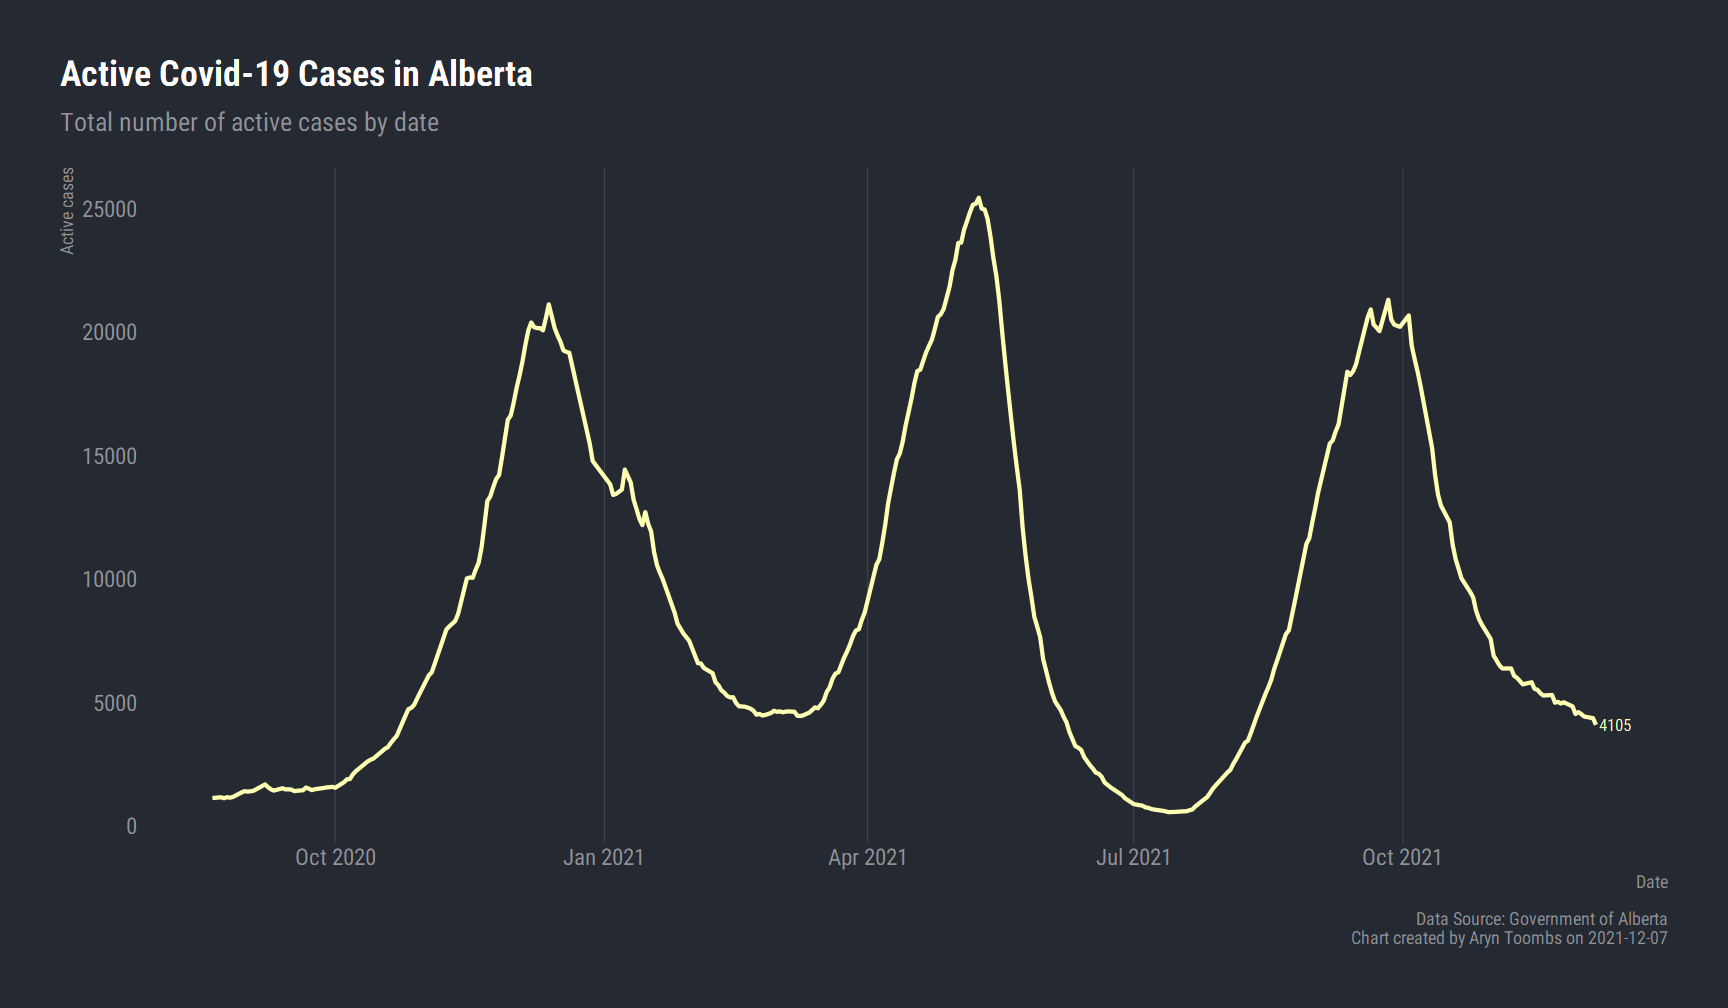 Active Covid-19 Cases in Alberta
Total number of active cases by date
Active cases
25000
20000
15000
10000
5000
0
4105
Oct 2020
Jan 2021
Apr 2021
Jul 2021
Oct 2021
Date
Data Source: Government of Alberta
Chart created by Aryn Toombs on 2021-12-07